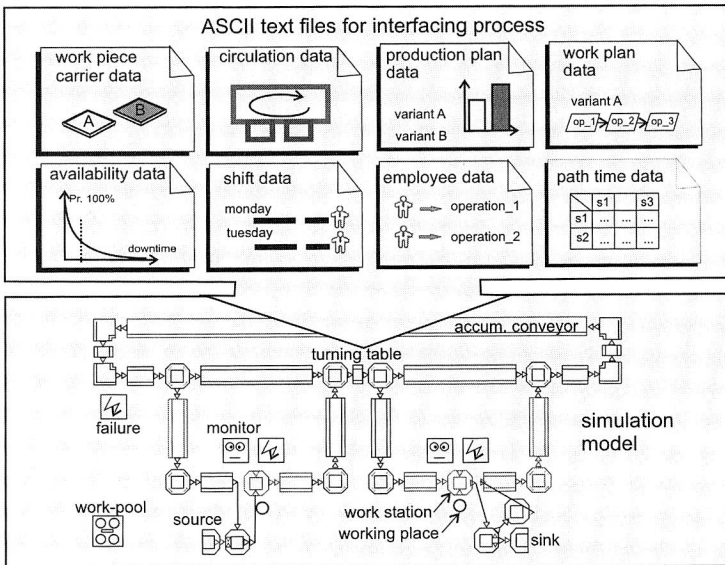 ASCII text files for interfacing process
work piece
carrier data
A
B
circulation data
production plan
data
variant A
variant B
work plan
data
variant A
op_1
op_2
op_3
availability data
Pr. 100%
downtime
shift data
monday
tuesday
employee data
operation_1
operation_2
path time data
s1 ... s3
s1 ... ... ...
s2 ... ... ...
accum. conveyor
turning table
failure
monitor
simulation
model
work-pool
source
work station
working place
sink